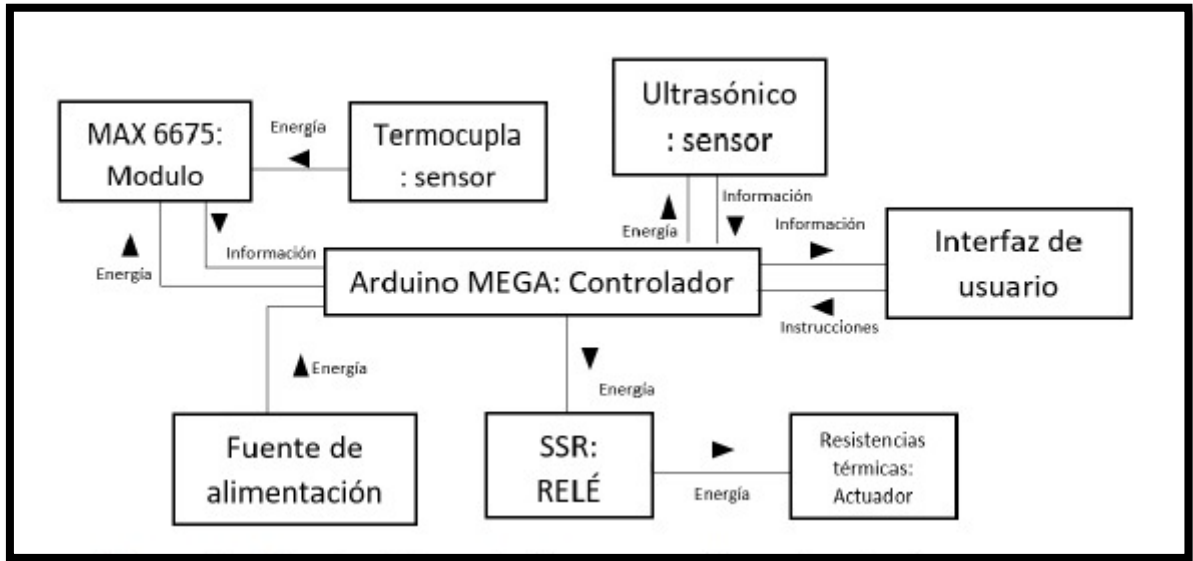 Ultrasónico
: sensor
MAX 6675:
Modulo
Energía
Termocupla
: sensor
Información
Energía
Información
Interfaz de
usuario
Información
Energía
Arduino MEGA: Controlador
Instrucciones
Energía
Energía
Fuente de
alimentación
SSR:
RELÉ
Energía
Resistencias
térmicas:
Actuador